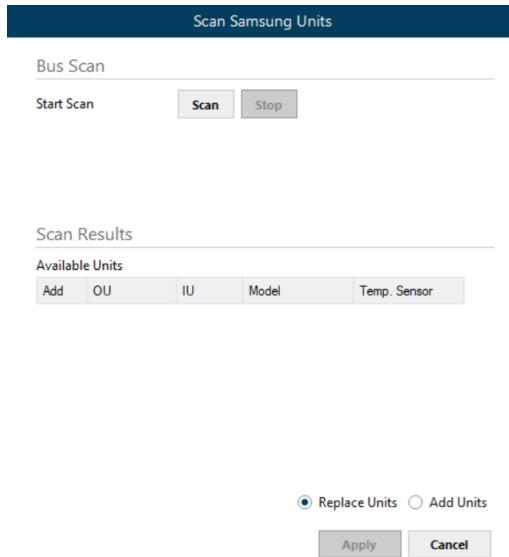 Scan Samsung Units
Bus Scan
Start Scan Scan Stop
Scan Results
Available Units
Add OU IU Model Temp. Sensor
Replace Units Add Units
Apply Cancel